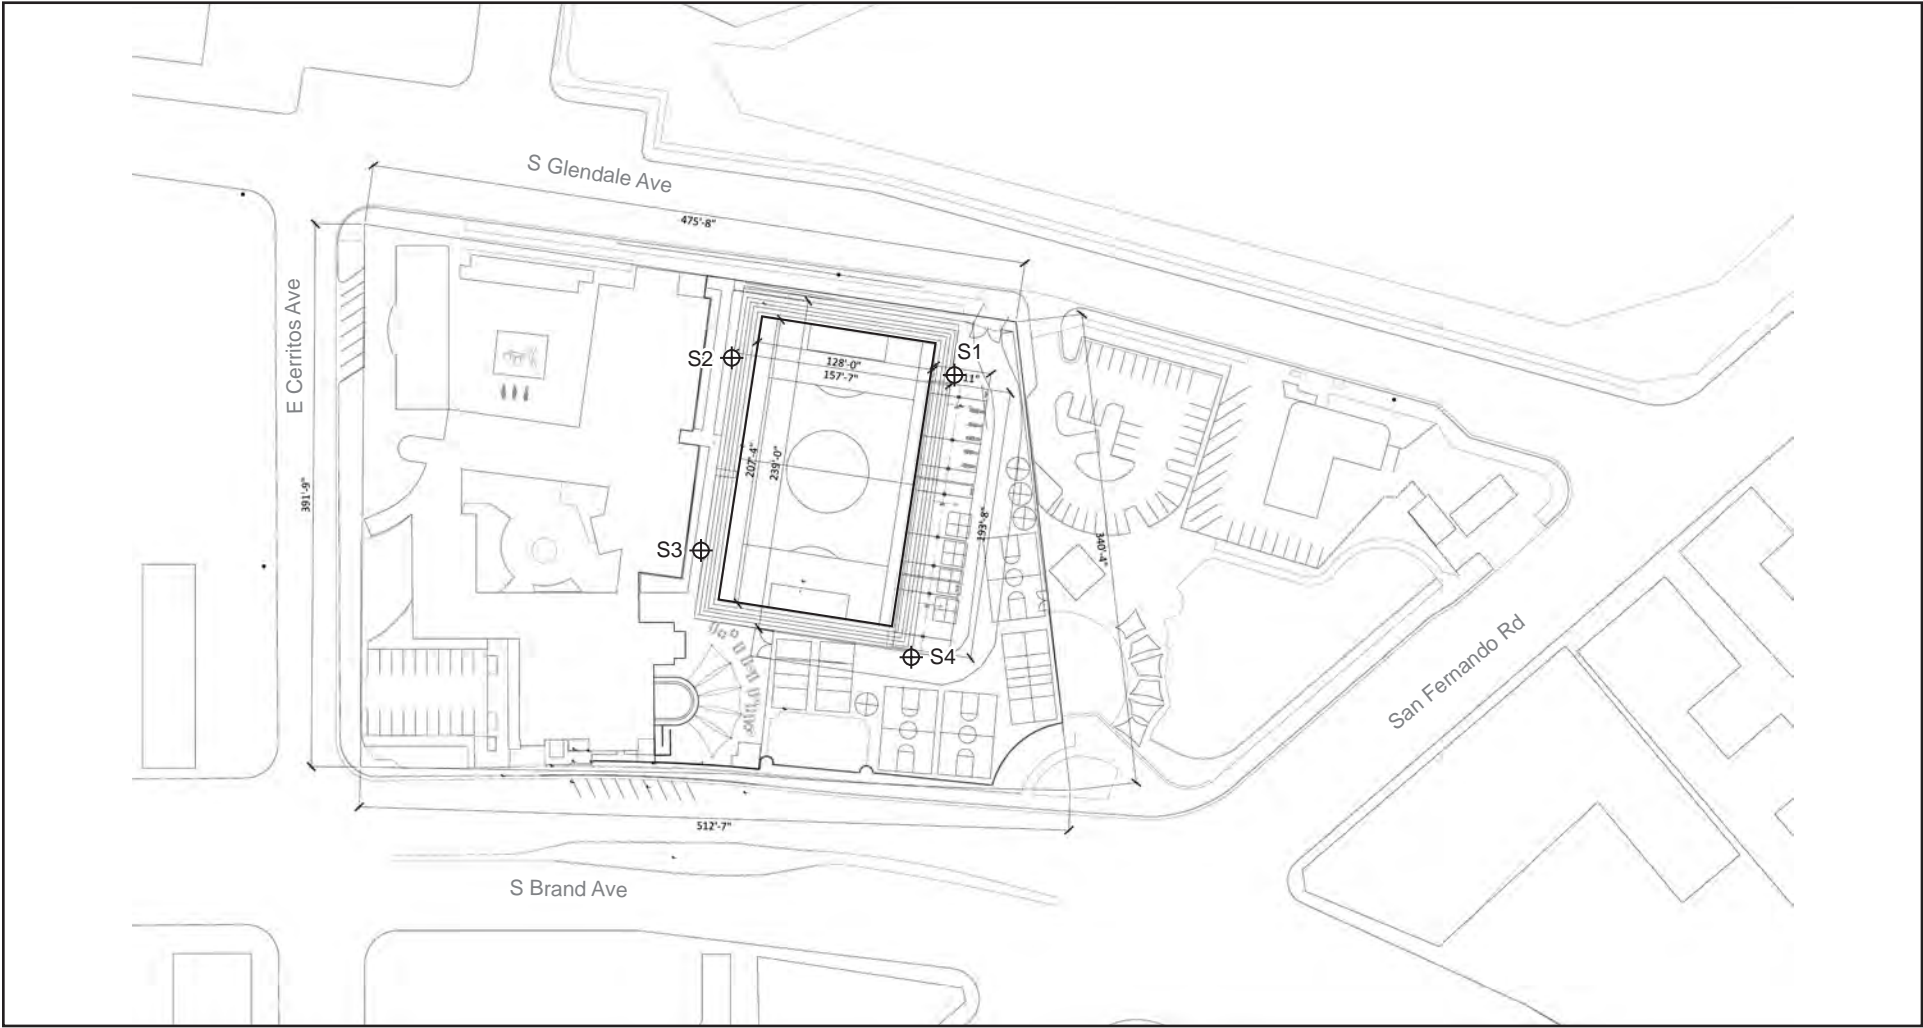 S Glendale Ave
475'-8"
E Cerritos Ave
S1
S2
128'-0"
11"
157'-7"
207'-4"
239'-0"
391'-9"
193'-8"
340'-4"
S3
S4
San Fernando Rd
512'-7"
S Brand Ave